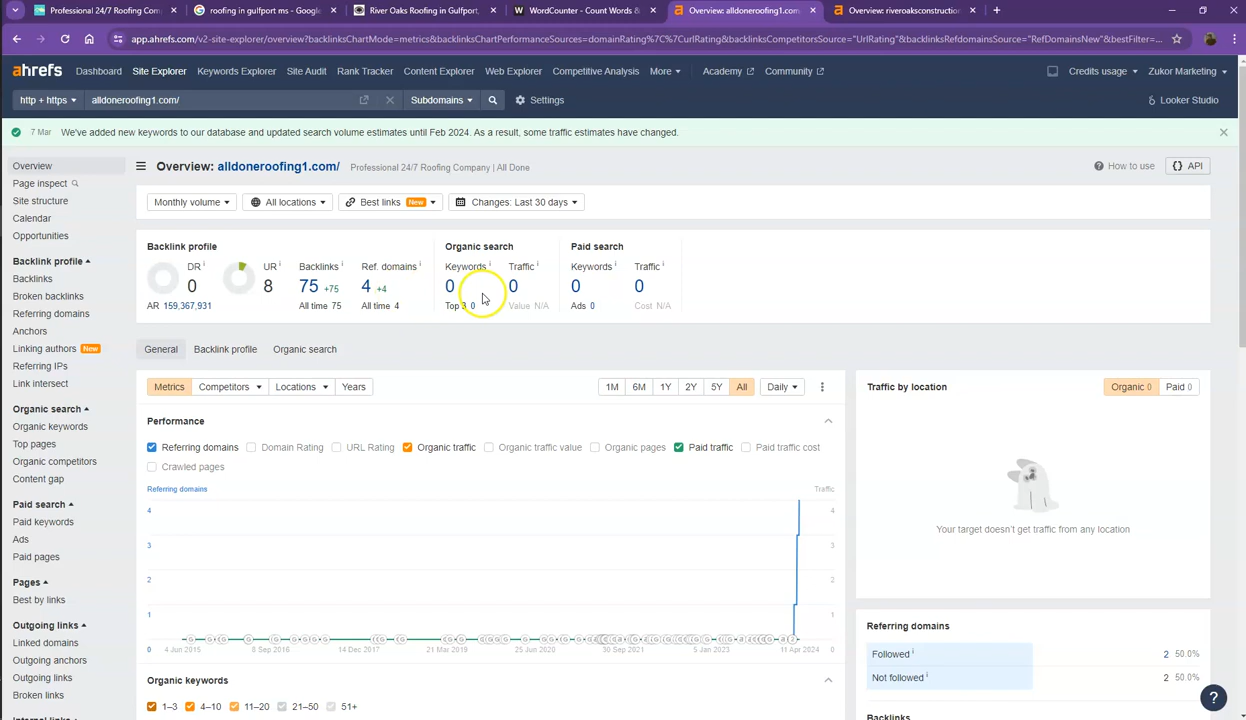 Professional 24/7 Roofing Com
roofing in gulfport ms - Google
River Oaks Roofing in Gulfport,
WordCounter - Count Words &
Overview: alldoneroofing1.com/
Overview: riveroaksconstruction
app.ahrefs.com/v2-site-explorer/overview?backlinksChartMode=metrics&backlinksChartPerformanceSources=domainRating%7C%7CurlRating&backlinksCompetitorsSource="UrlRating"&backlinksRefdomainsSource="RefDomainsNew"&bestFilter=...
ahrefs Dashboard Site Explorer Keywords Explorer Site Audit Rank Tracker Content Explorer Web Explorer Competitive Analysis More Academy Community Credits usage Zukor Marketing
http + https alldoneroofing1.com/ Subdomains Settings Looker Studio
7 Mar We've added new keywords to our database and updated search volume estimates until Feb 2024. As a result, some traffic estimates have changed.
Overview: alldoneroofing1.com/ Professional 24/7 Roofing Company | All Done How to use {} API
Monthly volume All locations Best links New Changes: Last 30 days
Backlink profile Organic search Paid search
DR UR Backlinks Ref. domains Keywords Traffic Keywords Traffic
0 8 75 +75 4 +4 0 0 0 0
AR 159,367,931 All time 75 All time 4 Top 3 0 Value N/A Ads 0 Cost N/A
General Backlink profile Organic search
Metrics Competitors Locations Years 1M 6M 1Y 2Y 5Y All Daily
Performance
Referring domains Domain Rating URL Rating Organic traffic Organic traffic value Organic pages Paid traffic Paid traffic cost
Crawled pages
Referring domains Traffic
4 4
3 3
2 2
1 1
0 4 Jun 2015 8 Sep 2016 14 Dec 2017 21 Mar 2019 25 Jun 2020 30 Sep 2021 5 Jan 2023 11 Apr 2024 0
Organic keywords
1–3 4–10 11–20 21–50 51+
Traffic by location Organic 0 Paid 0
Your target doesn't get traffic from any location
Referring domains
Followed 2 50.0%
Not followed 2 50.0%
Backlinks
Overview
Page inspect
Site structure
Calendar
Opportunities
Backlink profile
Backlinks
Broken backlinks
Referring domains
Anchors
Linking authors New
Referring IPs
Link intersect
Organic search
Organic keywords
Top pages
Organic competitors
Content gap
Paid search
Paid keywords
Ads
Paid pages
Pages
Best by links
Outgoing links
Linked domains
Outgoing anchors
Outgoing links
Broken links
Internal links
?